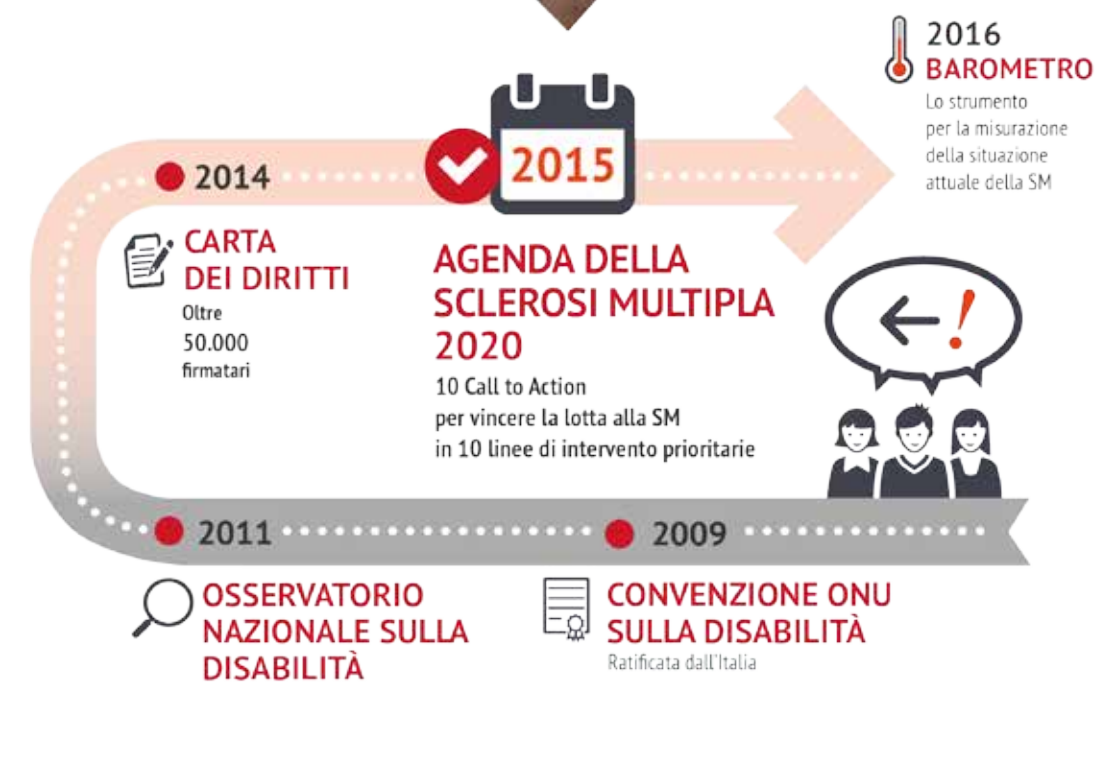 2016
BAROMETRO
Lo strumento
per la misurazione
della situazione
attuale della SM
2014
2015
CARTA
DEI DIRITTI
Oltre
50.000
firmatari
AGENDA DELLA
SCLEROSI MULTIPLA
2020
10 Call to Action
per vincere la lotta alla SM
in 10 linee di intervento prioritarie
2011
2009
OSSERVATORIO
NAZIONALE SULLA
DISABILITÀ
CONVENZIONE ONU
SULLA DISABILITÀ
Ratificata dall'Italia